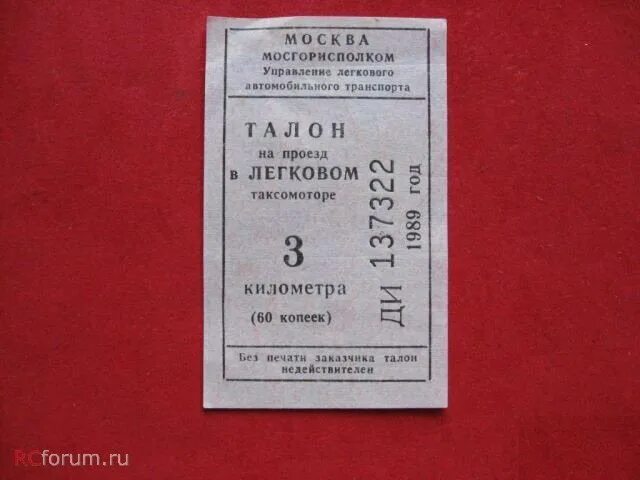 МОСКВА
МОСГОРИСПОЛКОМ
Управление легкового
автомобильного транспорта
ТАЛОН
на проезд
в ЛЕГКОВОМ
таксомоторе
3
километра
(60 копеек)
ДИ 137322
1989 год
Без печати заказчика талон
недействителен
RCforum.ru